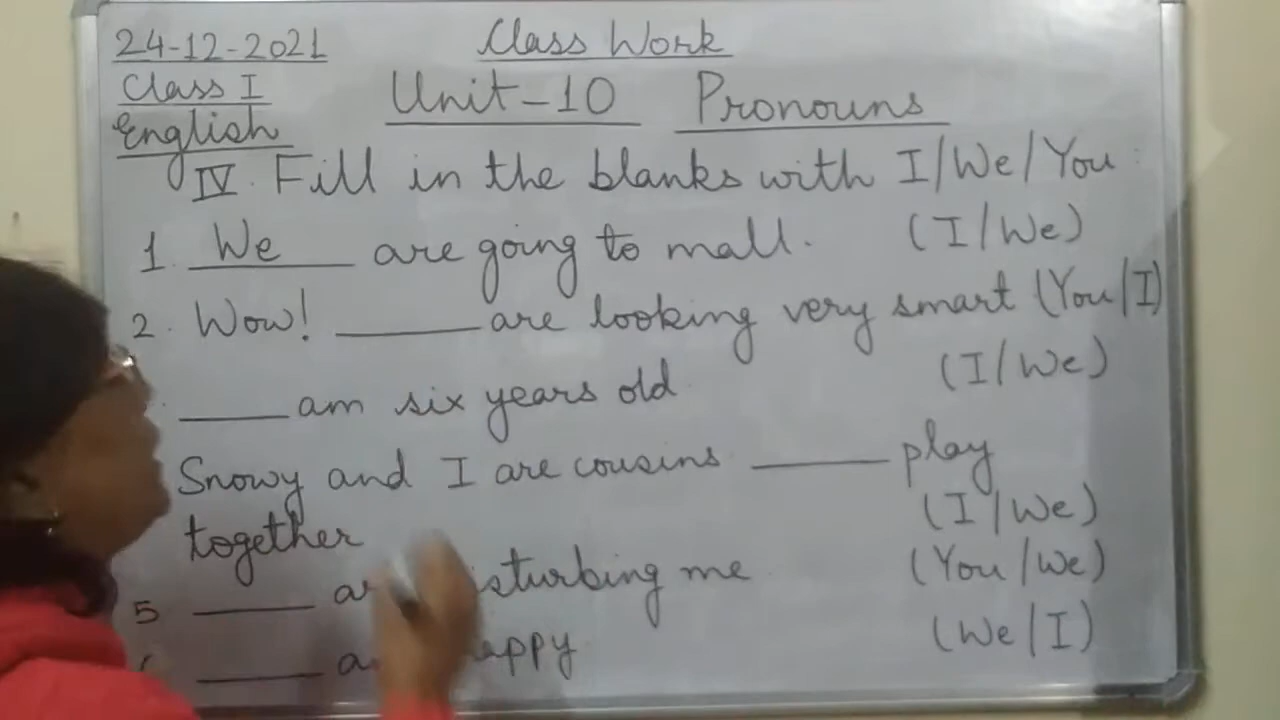 24-12-2021 Class Work
Class I
English Unit-10 Pronouns
IV. Fill in the blanks with I/We/You :
1. We are going to mall. (I/We)
2. Wow! ______ are looking very smart (You/I)
______ am six years old (I/We)
Snowy and I are cousins ______ play
together (I/We)
5 ______ me (You/We)
______ (We/I)